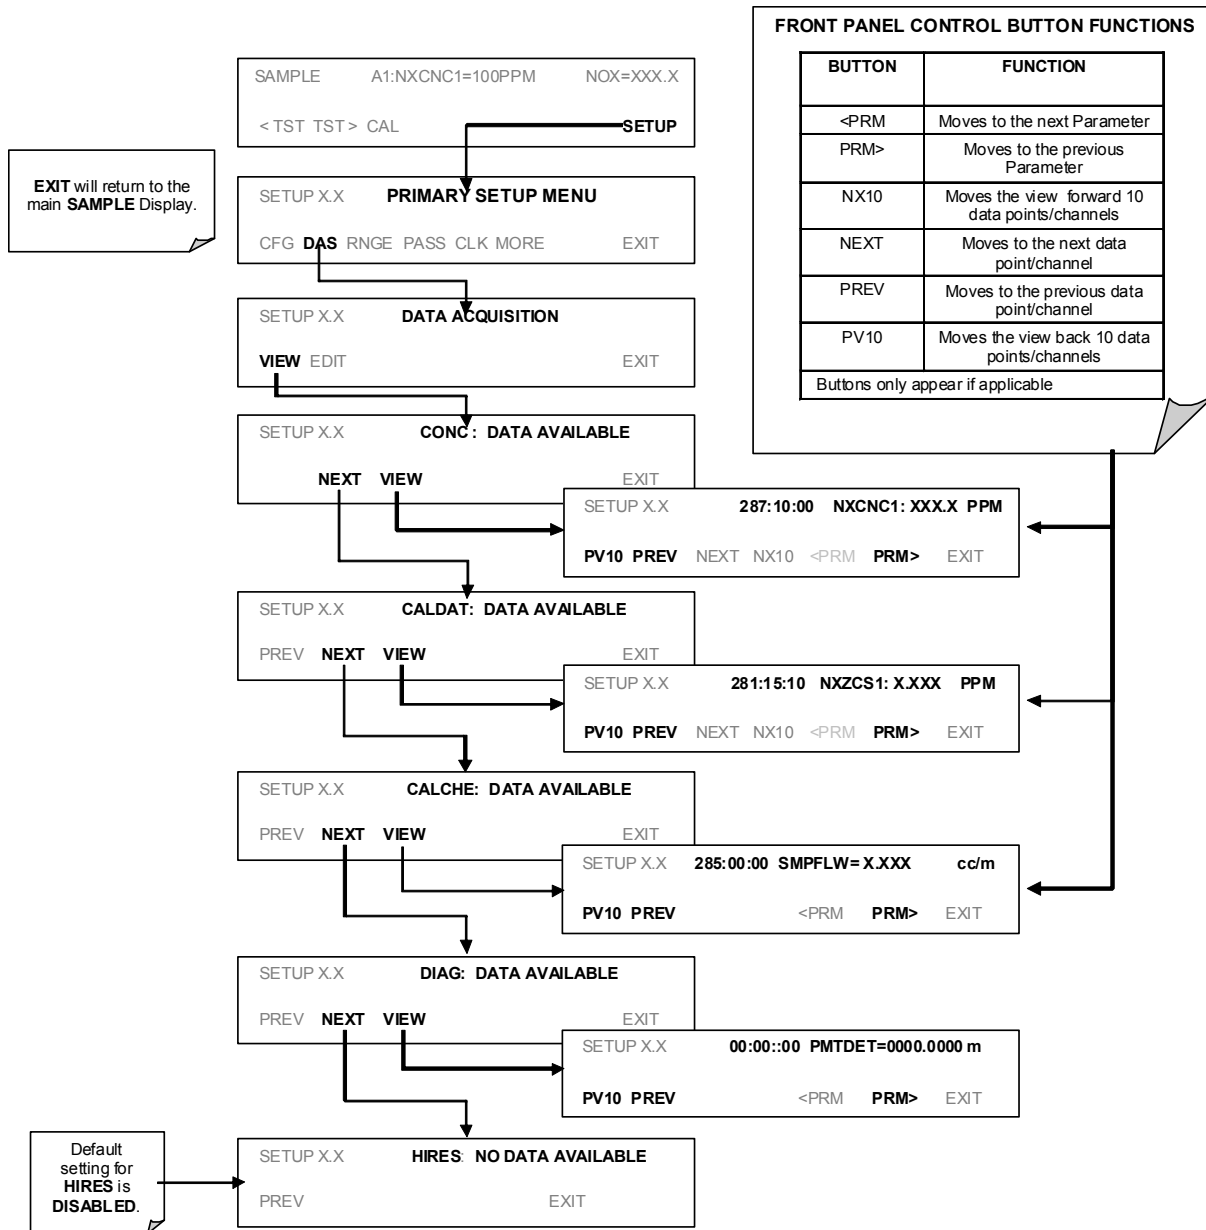 FRONT PANEL CONTROL BUTTON FUNCTIONS
BUTTON FUNCTION
<PRM Moves to the next Parameter
PRM> Moves to the previous
Parameter
NX10 Moves the view forward 10
data points/channels
NEXT Moves to the next data
point/channel
PREV Moves to the previous data
point/channel
PV10 Moves the view back 10 data
points/channels
Buttons only appear if applicable
SAMPLE A1:NXCNC1=100PPM NOX=XXX.X
< TST TST > CAL SETUP
EXIT will return to the
main SAMPLE Display.
SETUP X.X PRIMARY SETUP MENU
CFG DAS RNGE PASS CLK MORE EXIT
SETUP X.X DATA ACQUISITION
VIEW EDIT EXIT
SETUP X.X CONC : DATA AVAILABLE
NEXT VIEW EXIT
SETUP X.X 287:10:00 NXCNC1: XXX.X PPM
PV10 PREV NEXT NX10 <PRM PRM> EXIT
SETUP X.X CALDAT: DATA AVAILABLE
PREV NEXT VIEW EXIT
SETUP X.X 281:15:10 NXZCS1: X.XXX PPM
PV10 PREV NEXT NX10 <PRM PRM> EXIT
SETUP X.X CALCHE: DATA AVAILABLE
PREV NEXT VIEW EXIT
SETUP X.X 285:00:00 SMPFLW= X.XXX cc/m
PV10 PREV <PRM PRM> EXIT
SETUP X.X DIAG: DATA AVAILABLE
PREV NEXT VIEW EXIT
SETUP X.X 00:00::00 PMTDET=0000.0000 m
PV10 PREV <PRM PRM> EXIT
Default
setting for
HIRES is
DISABLED.
SETUP X.X HIRES: NO DATA AVAILABLE
PREV EXIT